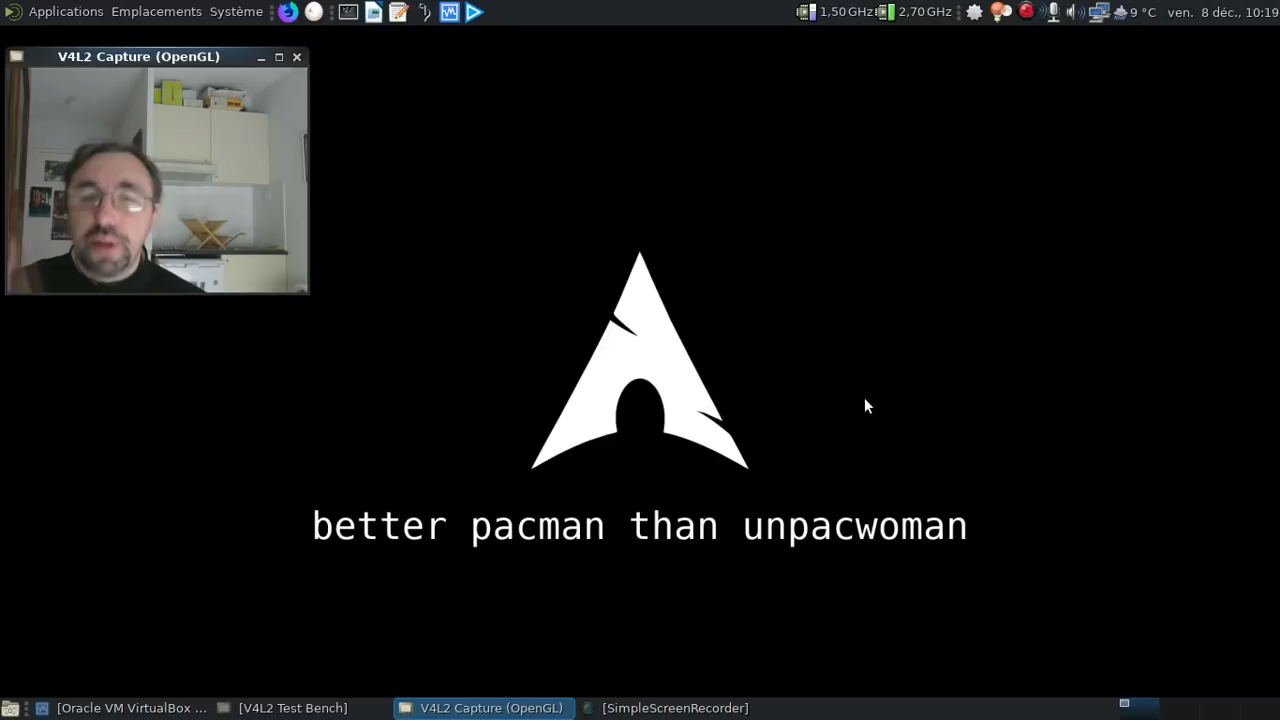 Applications Emplacements Système
1,50 GHz 2,70 GHz 9 °C ven. 8 déc., 10:19
V4L2 Capture (OpenGL)
better pacman than unpacwoman
[Oracle VM VirtualBox ... [V4L2 Test Bench] V4L2 Capture (OpenGL) [SimpleScreenRecorder]